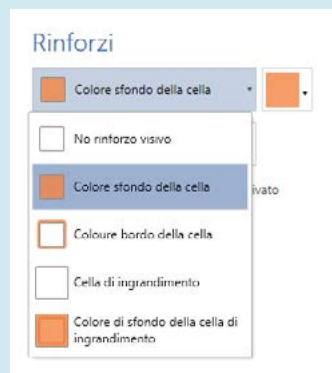 Rinforzi
Colore sfondo della cella
No rinforzo visivo
Colore sfondo della cella
ivato
Coloure bordo della cella
Cella di ingrandimento
Colore di sfondo della cella di
ingrandimento